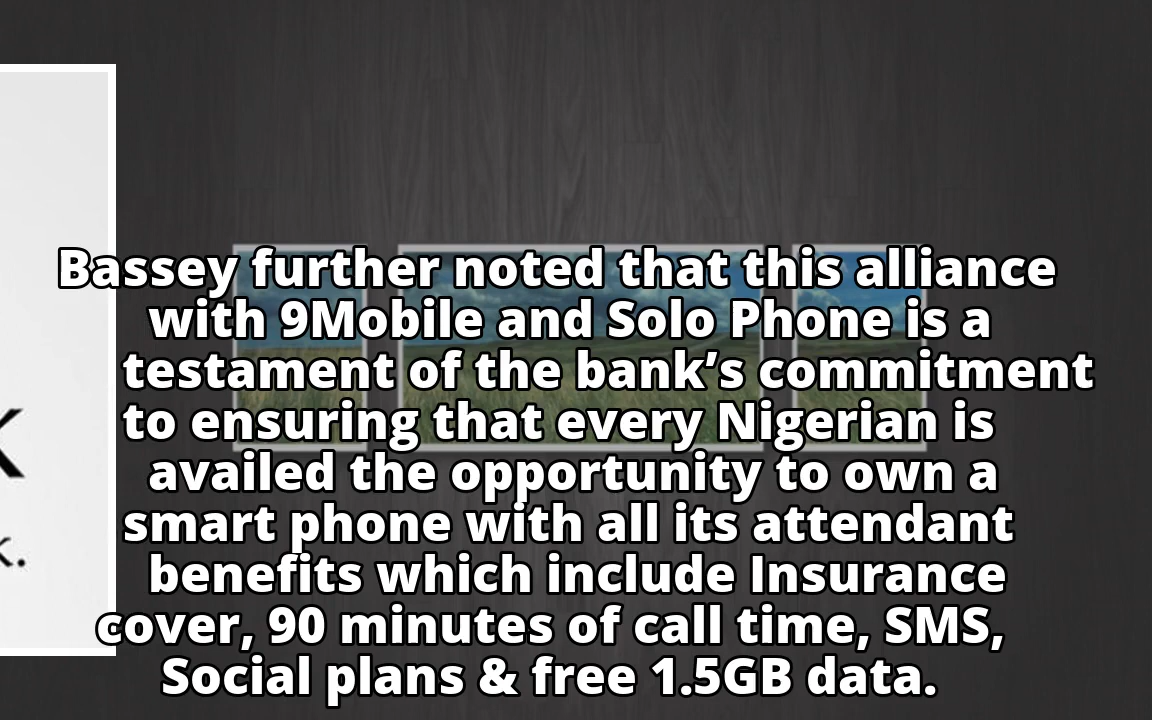 Bassey further noted that this alliance
with 9Mobile and Solo Phone is a
testament of the bank’s commitment
to ensuring that every Nigerian is
availed the opportunity to own a
smart phone with all its attendant
benefits which include Insurance
cover, 90 minutes of call time, SMS,
Social plans & free 1.5GB data.
K
k.